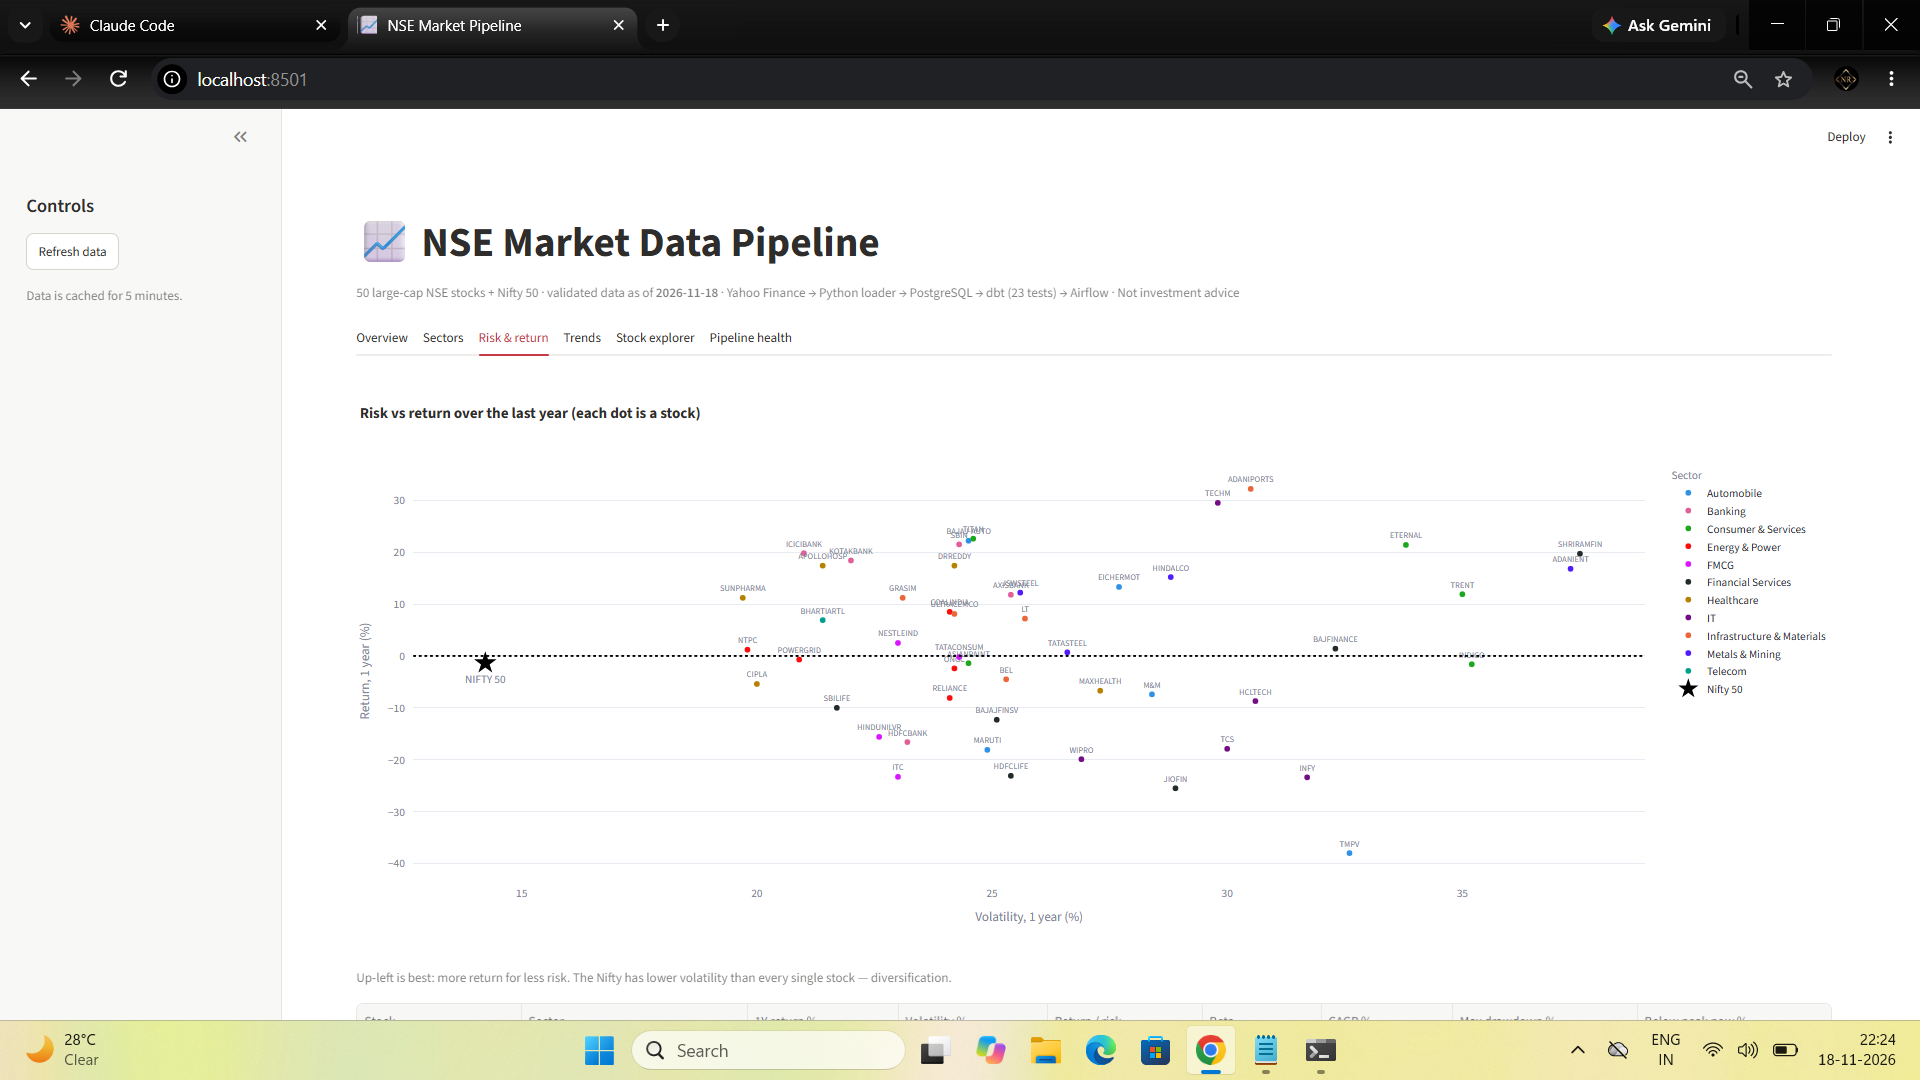 Claude Code
NSE Market Pipeline
Ask Gemini
localhost:8501
Deploy
Controls
Refresh data
Data is cached for 5 minutes.
NSE Market Data Pipeline
50 large-cap NSE stocks + Nifty 50 · validated data as of 2026-11-18 · Yahoo Finance → Python loader → PostgreSQL → dbt (23 tests) → Airflow · Not investment advice
Overview Sectors Risk & return Trends Stock explorer Pipeline health
Risk vs return over the last year (each dot is a stock)
Return, 1 year (%)
30
20
10
0
−10
−20
−30
−40
ADANIPORTS
TECHM
TITAN
SBIN
ETERNAL
ICICIBANK
KOTAKBANK
APOLLOHOSP
DRREDDY
SHRIRAMFIN
ADANIENT
HINDALCO
EICHERMOT
SUNPHARMA
GRASIM
AXISBANK
JSWSTEEL
TRENT
BHARTIARTL
LT
NESTLEIND
NTPC
POWERGRID
TATACONSUM
TATASTEEL
BAJFINANCE
INDIGO
NIFTY 50
CIPLA
BEL
MAXHEALTH
M&M
RELIANCE
HCLTECH
SBILIFE
BAJAJFINSV
HINDUNILVR
HDFCBANK
MARUTI
TCS
WIPRO
ITC
HDFCLIFE
JIOFIN
INFY
TMPV
15 20 25 30 35
Volatility, 1 year (%)
Sector
Automobile
Banking
Consumer & Services
Energy & Power
FMCG
Financial Services
Healthcare
IT
Infrastructure & Materials
Metals & Mining
Telecom
Nifty 50
Up-left is best: more return for less risk. The Nifty has lower volatility than every single stock — diversification.
28°C
Clear
Search
ENG
IN
22:24
18-11-2026